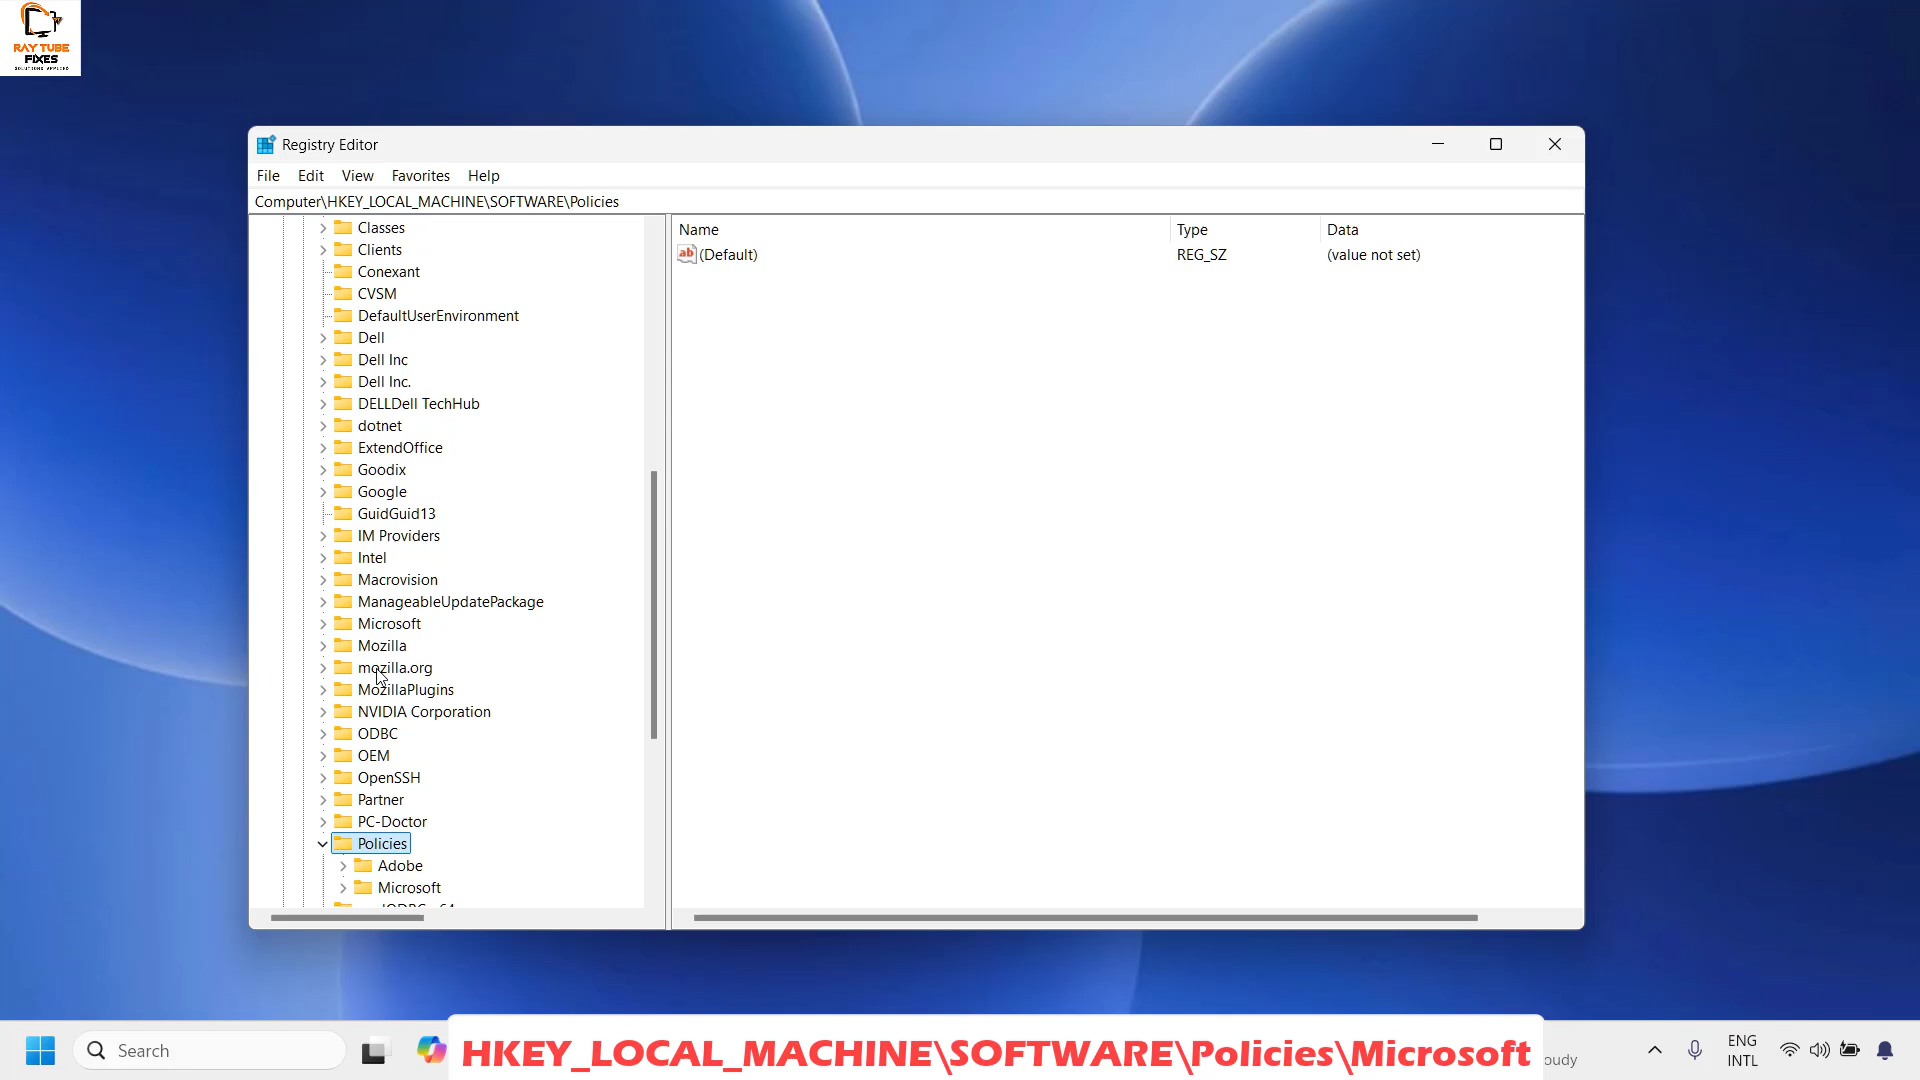 RAY TUBE
FIXES
SOLUTIONS APPLIED
Registry Editor
File Edit View Favorites Help
Computer\HKEY_LOCAL_MACHINE\SOFTWARE\Policies
Name Type Data
(Default) REG_SZ (value not set)
Classes
Clients
Conexant
CVSM
DefaultUserEnvironment
Dell
Dell Inc
Dell Inc.
DELLDell TechHub
dotnet
ExtendOffice
Goodix
Google
GuidGuid13
IM Providers
Intel
Macrovision
ManageableUpdatePackage
Microsoft
Mozilla
mozilla.org
MozillaPlugins
NVIDIA Corporation
ODBC
OEM
OpenSSH
Partner
PC-Doctor
Policies
Adobe
Microsoft
Search
HKEY_LOCAL_MACHINE\SOFTWARE\Policies\Microsoft
oudy
ENG
INTL